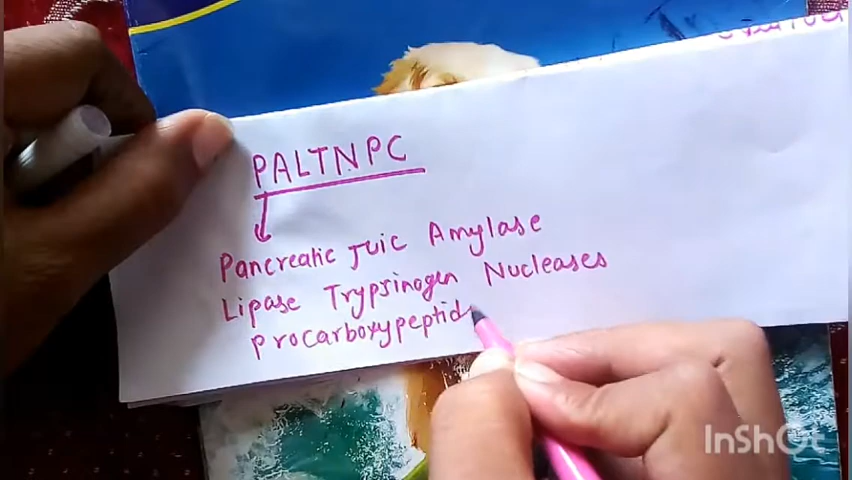 PALTNPC
Pancreatic Juic Amylase
Lipase Trypsinogen Nucleases
Procarboxypeptid
InShOt